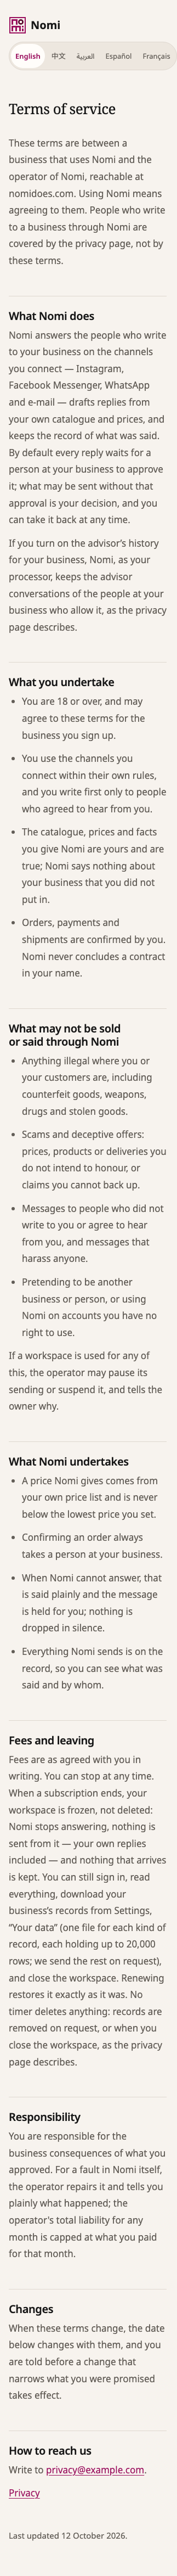 Nomi
English 中文 العربية Español Français
Terms of service
These terms are between a
business that uses Nomi and the
operator of Nomi, reachable at
nomidoes.com. Using Nomi means
agreeing to them. People who write
to a business through Nomi are
covered by the privacy page, not by
these terms.
What Nomi does
Nomi answers the people who write
to your business on the channels
you connect — Instagram,
Facebook Messenger, WhatsApp
and e-mail — drafts replies from
your own catalogue and prices, and
keeps the record of what was said.
By default every reply waits for a
person at your business to approve
it; what may be sent without that
approval is your decision, and you
can take it back at any time.
If you turn on the advisor's history
for your business, Nomi, as your
processor, keeps the advisor
conversations of the people at your
business who allow it, as the privacy
page describes.
What you undertake
• You are 18 or over, and may
agree to these terms for the
business you sign up.
• You use the channels you
connect within their own rules,
and you write first only to people
who agreed to hear from you.
• The catalogue, prices and facts
you give Nomi are yours and are
true; Nomi says nothing about
your business that you did not
put in.
• Orders, payments and
shipments are confirmed by you.
Nomi never concludes a contract
in your name.
What may not be sold
or said through Nomi
• Anything illegal where you or
your customers are, including
counterfeit goods, weapons,
drugs and stolen goods.
• Scams and deceptive offers:
prices, products or deliveries you
do not intend to honour, or
claims you cannot back up.
• Messages to people who did not
write to you or agree to hear
from you, and messages that
harass anyone.
• Pretending to be another
business or person, or using
Nomi on accounts you have no
right to use.
If a workspace is used for any of
this, the operator may pause its
sending or suspend it, and tells the
owner why.
What Nomi undertakes
• A price Nomi gives comes from
your own price list and is never
below the lowest price you set.
• Confirming an order always
takes a person at your business.
• When Nomi cannot answer, that
is said plainly and the message
is held for you; nothing is
dropped in silence.
• Everything Nomi sends is on the
record, so you can see what was
said and by whom.
Fees and leaving
Fees are as agreed with you in
writing. You can stop at any time.
When a subscription ends, your
workspace is frozen, not deleted:
Nomi stops answering, nothing is
sent from it — your own replies
included — and nothing that arrives
is kept. You can still sign in, read
everything, download your
business's records from Settings,
“Your data” (one file for each kind of
record, each holding up to 20,000
rows; we send the rest on request),
and close the workspace. Renewing
restores it exactly as it was. No
timer deletes anything: records are
removed on request, or when you
close the workspace, as the privacy
page describes.
Responsibility
You are responsible for the
business consequences of what you
approved. For a fault in Nomi itself,
the operator repairs it and tells you
plainly what happened; the
operator's total liability for any
month is capped at what you paid
for that month.
Changes
When these terms change, the date
below changes with them, and you
are told before a change that
narrows what you were promised
takes effect.
How to reach us
Write to privacy@example.com.
Privacy
Last updated 12 October 2026.